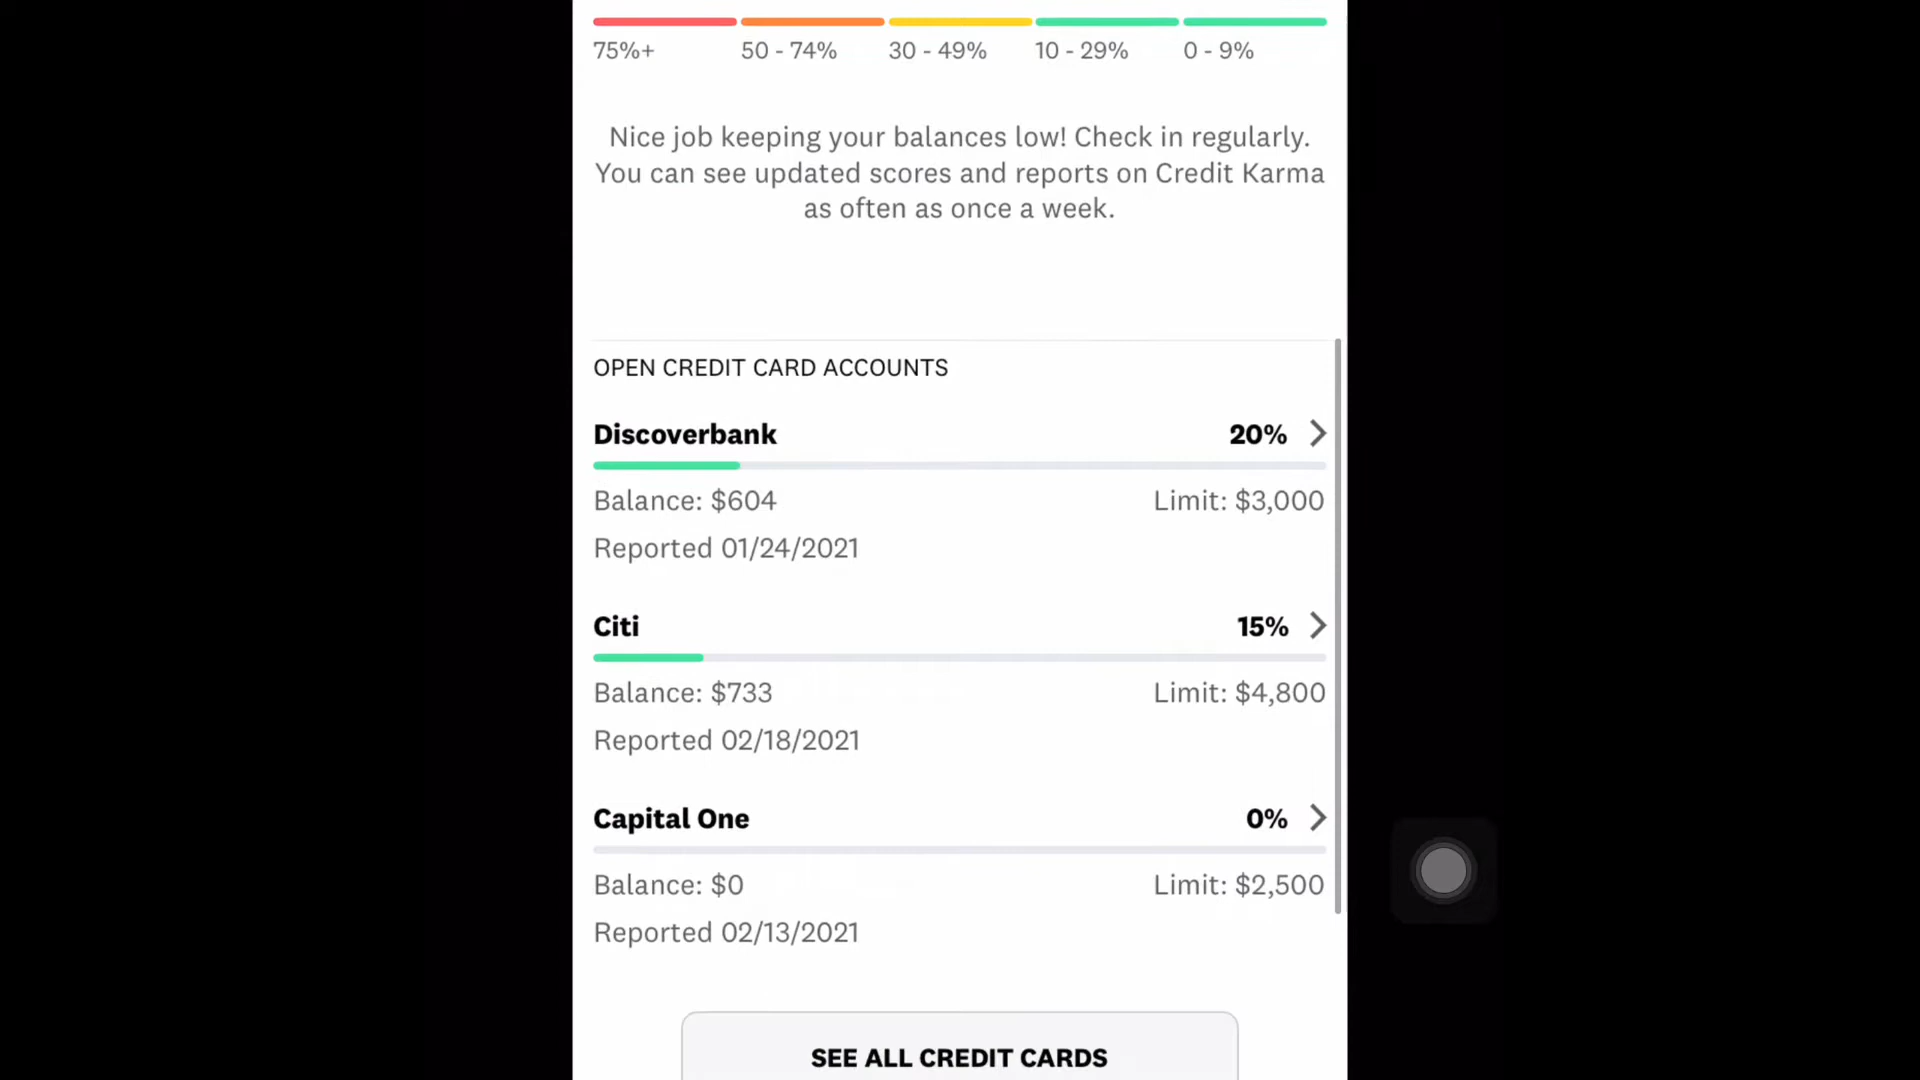 75%+ 50 - 74% 30 - 49% 10 - 29% 0 - 9%
Nice job keeping your balances low! Check in regularly.
You can see updated scores and reports on Credit Karma
as often as once a week.
OPEN CREDIT CARD ACCOUNTS
Discoverbank 20%
Balance: $604 Limit: $3,000
Reported 01/24/2021
Citi 15%
Balance: $733 Limit: $4,800
Reported 02/18/2021
Capital One 0%
Balance: $0 Limit: $2,500
Reported 02/13/2021
SEE ALL CREDIT CARDS